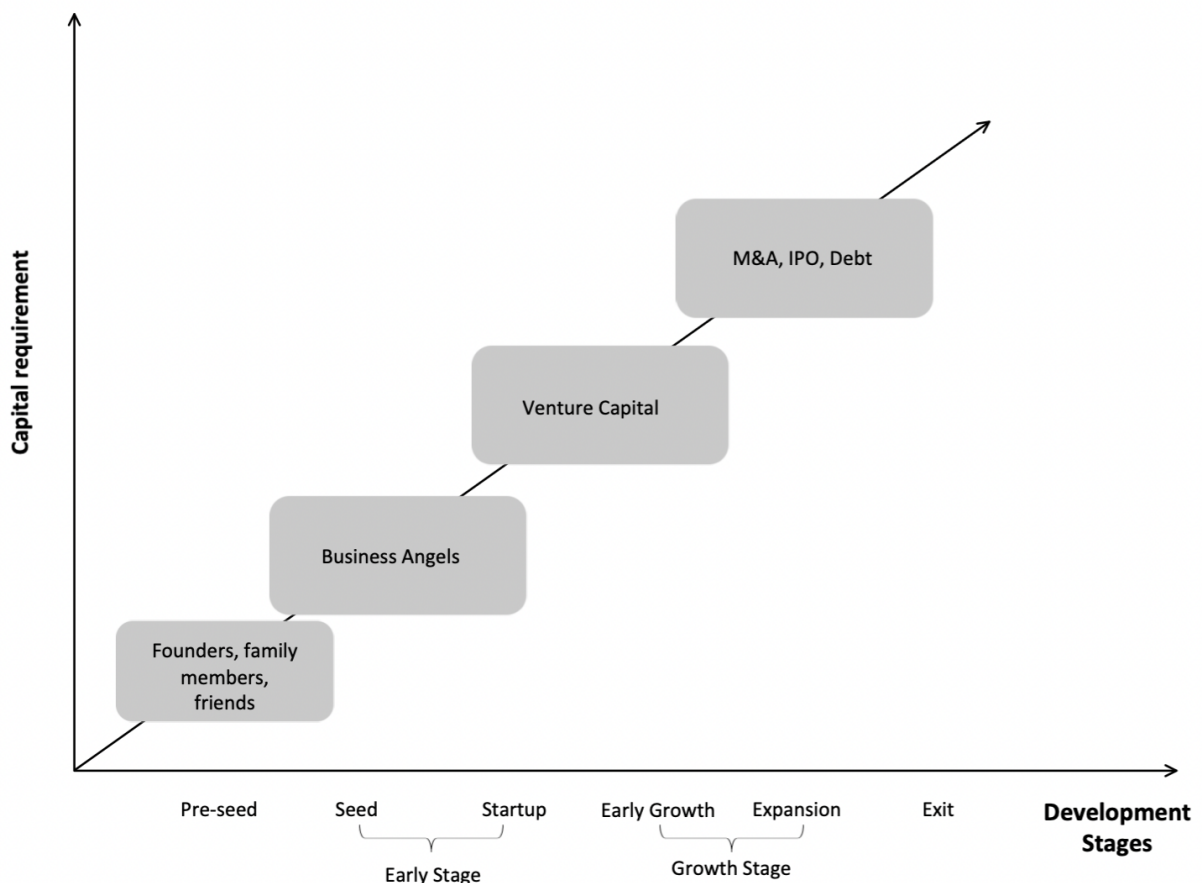 Capital requirement
M&A, IPO, Debt
Venture Capital
Business Angels
Founders, family
members,
friends
Pre-seed
Seed
Startup
Early Growth
Expansion
Exit
Development
Stages
Early Stage
Growth Stage